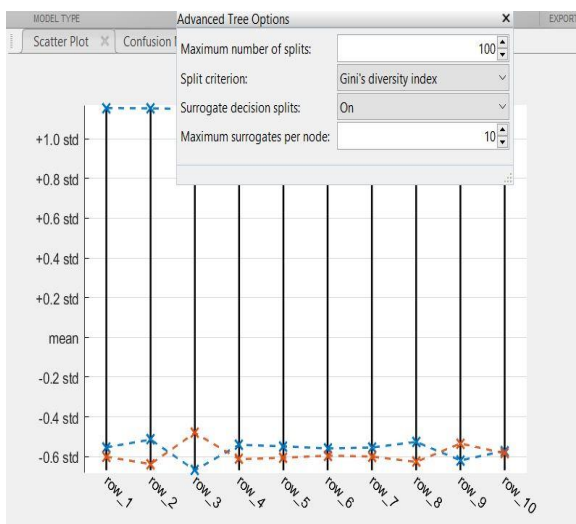 MODEL TYPE
EXPORT
Advanced Tree Options
Scatter Plot
Confusion
Maximum number of splits:
100
Split criterion:
Gini's diversity index
Surrogate decision splits:
On
Maximum surrogates per node:
10
+1.0 std
+0.8 std
+0.6 std
+0.4 std
+0.2 std
mean
-0.2 std
-0.4 std
-0.6 std
row_1
row_2
row_3
row_4
row_5
row_6
row_7
row_8
row_9
row_10